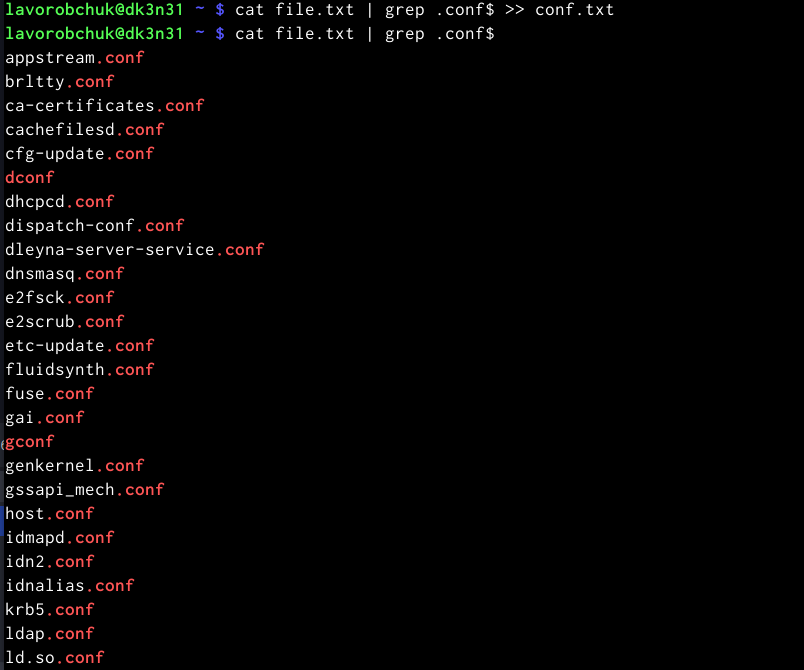 lavorobchuk@dk3n31 ~ $ cat file.txt | grep .conf$ >> conf.txt
lavorobchuk@dk3n31 ~ $ cat file.txt | grep .conf$
appstream.conf
brltty.conf
ca-certificates.conf
cachefilesd.conf
cfg-update.conf
dconf
dhcpcd.conf
dispatch-conf.conf
dleyna-server-service.conf
dnsmasq.conf
e2fsck.conf
e2scrub.conf
etc-update.conf
fluidsynth.conf
fuse.conf
gai.conf
gconf
genkernel.conf
gssapi_mech.conf
host.conf
idmapd.conf
idn2.conf
idnalias.conf
krb5.conf
ldap.conf
ld.so.conf